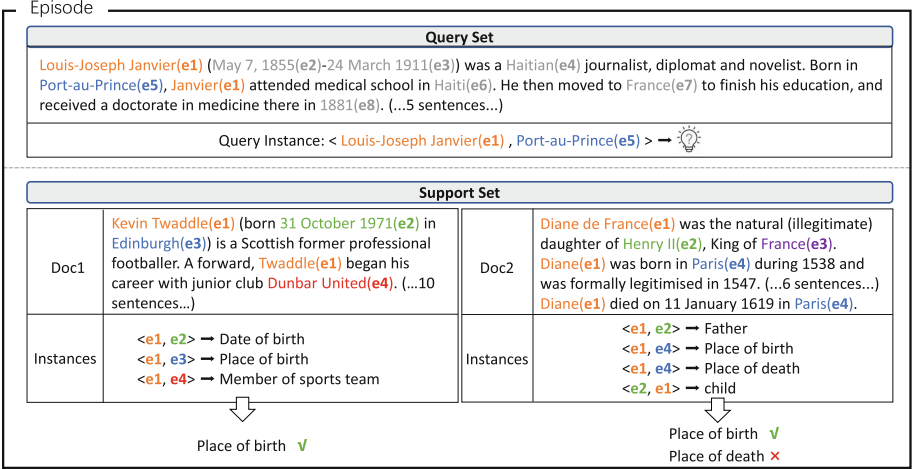 Episode
Query Set
Louis-Joseph Janvier(e1) (May 7, 1855(e2)-24 March 1911(e3)) was a Haitian(e4) journalist, diplomat and novelist. Born in
Port-au-Prince(e5), Janvier(e1) attended medical school in Haiti(e6). He then moved to France(e7) to finish his education, and
received a doctorate in medicine there in 1881(e8). (...5 sentences...)
Query Instance: < Louis-Joseph Janvier(e1) , Port-au-Prince(e5) > ➞ ?
Support Set
Doc1
Kevin Twaddle(e1) (born 31 October 1971(e2) in
Edinburgh(e3)) is a Scottish former professional
footballer. A forward, Twaddle(e1) began his
career with junior club Dunbar United(e4). (…10
sentences…)
Instances
<e1, e2> ➞ Date of birth
<e1, e3> ➞ Place of birth
<e1, e4> ➞ Member of sports team
Place of birth √
Doc2
Diane de France(e1) was the natural (illegitimate)
daughter of Henry II(e2), King of France(e3).
Diane(e1) was born in Paris(e4) during 1538 and
was formally legitimised in 1547. (...6 sentences...)
Diane(e1) died on 11 January 1619 in Paris(e4).
Instances
<e1, e2> ➞ Father
<e1, e4> ➞ Place of birth
<e1, e4> ➞ Place of death
<e2, e1> ➞ child
Place of birth √
Place of death ×